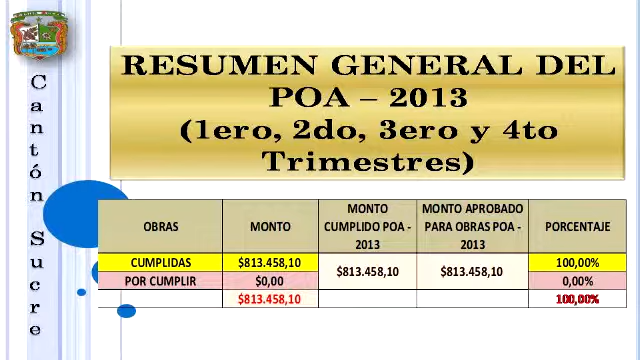 Cantón Sucre
RESUMEN GENERAL DEL
POA – 2013
(1ero, 2do, 3ero y 4to
Trimestres)
OBRAS MONTO MONTO CUMPLIDO POA - 2013 MONTO APROBADO PARA OBRAS POA - 2013 PORCENTAJE
CUMPLIDAS $813.458,10 $813.458,10 $813.458,10 100,00%
POR CUMPLIR $0,00 0,00%
$813.458,10 100,00%